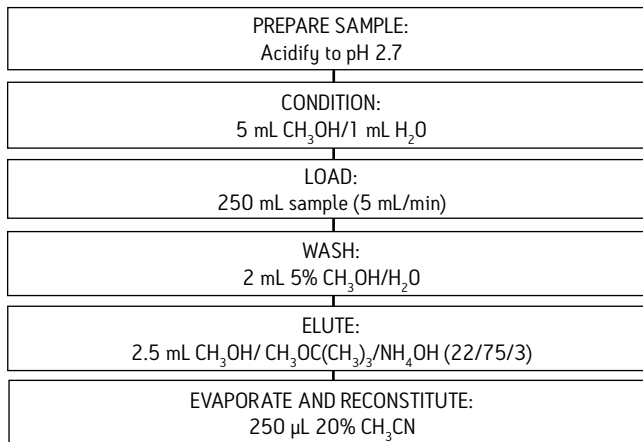 PREPARE SAMPLE:
Acidify to pH 2.7
CONDITION:
5 mL CH₃OH/1 mL H₂O
LOAD:
250 mL sample (5 mL/min)
WASH:
2 mL 5% CH₃OH/H₂O
ELUTE:
2.5 mL CH₃OH/ CH₃OC(CH₃)₃/NH₄OH (22/75/3)
EVAPORATE AND RECONSTITUTE:
250 µL 20% CH₃CN